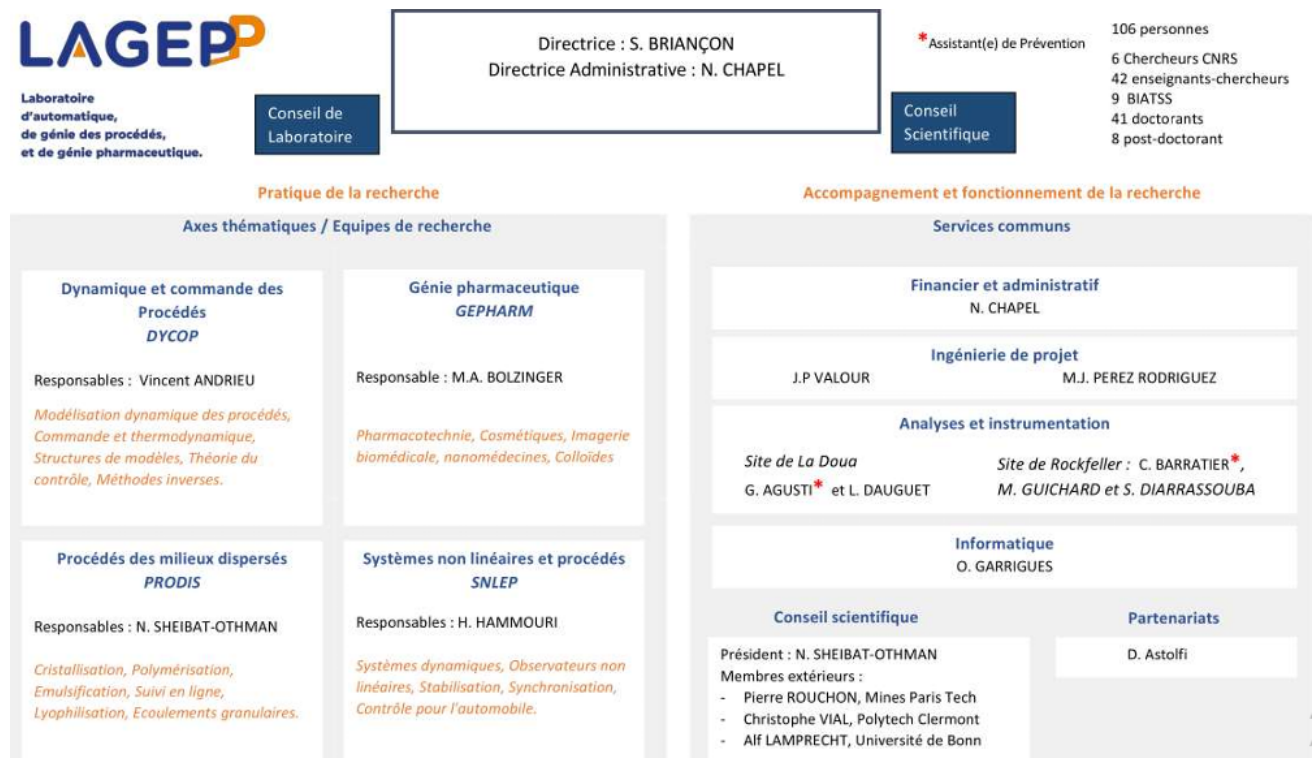 LAGEPP
Laboratoire
d'automatique,
de génie des procédés,
et de génie pharmaceutique.
Conseil de
Laboratoire
Directrice : S. BRIANÇON
Directrice Administrative : N. CHAPEL
*Assistant(e) de Prévention
Conseil
Scientifique
106 personnes
6 Chercheurs CNRS
42 enseignants-chercheurs
9 BIATSS
41 doctorants
8 post-doctorant
Pratique de la recherche
Axes thématiques / Equipes de recherche
Dynamique et commande des
Procédés
DYCOP
Responsables : Vincent ANDRIEU
Modélisation dynamique des procédés,
Commande et thermodynamique,
Structures de modèles, Théorie du
contrôle, Méthodes inverses.
Génie pharmaceutique
GEPHARM
Responsable : M.A. BOLZINGER
Pharmacotechnie, Cosmétiques, Imagerie
biomédicale, nanomédecines, Colloïdes
Procédés des milieux dispersés
PRODIS
Responsables : N. SHEIBAT-OTHMAN
Cristallisation, Polymérisation,
Emulsification, Suivi en ligne,
Lyophilisation, Ecoulements granulaires.
Systèmes non linéaires et procédés
SNLEP
Responsables : H. HAMMOURI
Systèmes dynamiques, Observateurs non
linéaires, Stabilisation, Synchronisation,
Contrôle pour l'automobile.
Accompagnement et fonctionnement de la recherche
Services communs
Financier et administratif
N. CHAPEL
Ingénierie de projet
J.P VALOUR M.J. PEREZ RODRIGUEZ
Analyses et instrumentation
Site de La Doua
G. AGUSTI* et L. DAUGUET
Site de Rockfeller : C. BARRATIER*,
M. GUICHARD et S. DIARRASSOUBA
Informatique
O. GARRIGUES
Conseil scientifique
Président : N. SHEIBAT-OTHMAN
Membres extérieurs :
- Pierre ROUCHON, Mines Paris Tech
- Christophe VIAL, Polytech Clermont
- Alf LAMPRECHT, Université de Bonn
Partenariats
D. Astolfi